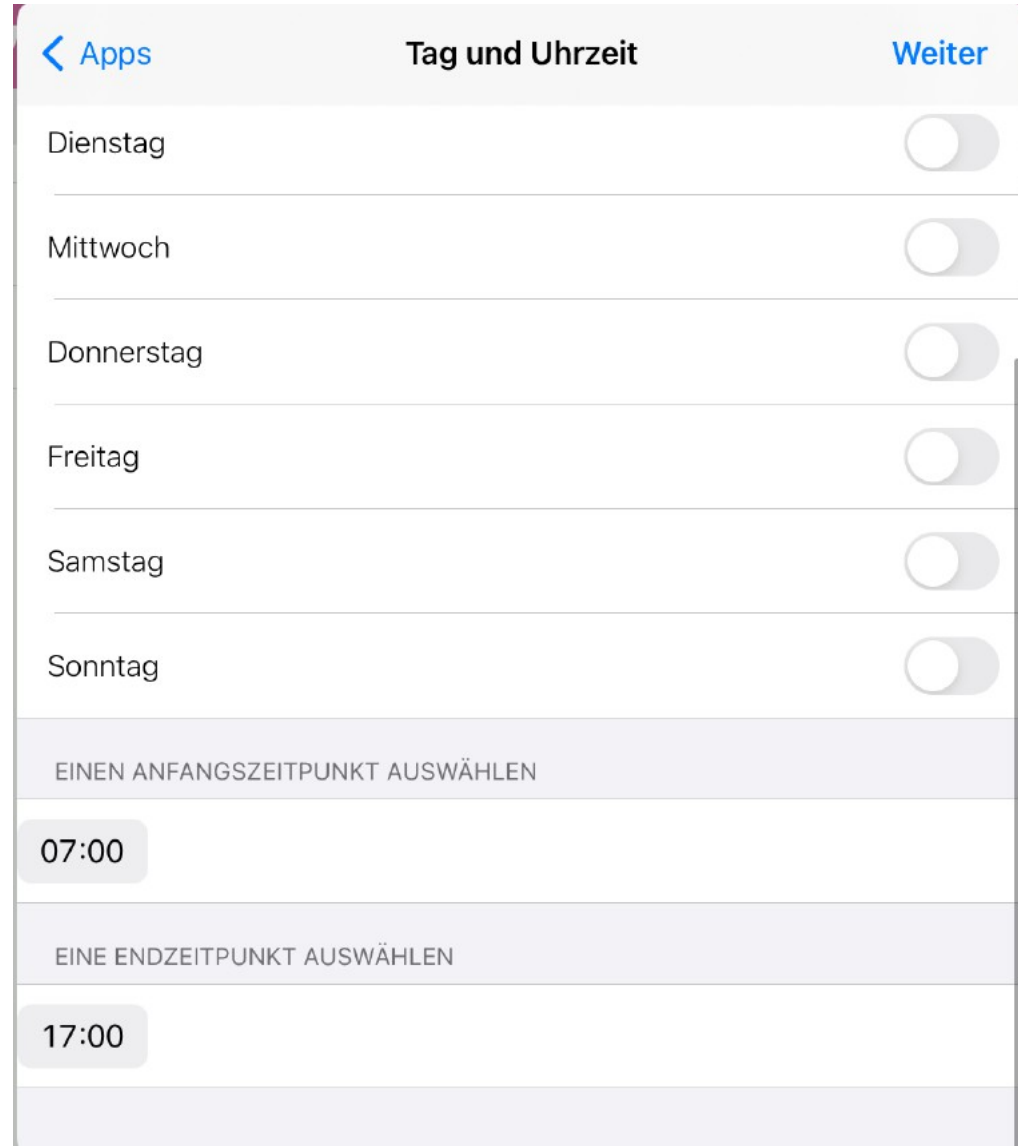 Apps Tag und Uhrzeit Weiter
Dienstag
Mittwoch
Donnerstag
Freitag
Samstag
Sonntag
EINEN ANFANGSZEITPUNKT AUSWÄHLEN
07:00
EINE ENDZEITPUNKT AUSWÄHLEN
17:00